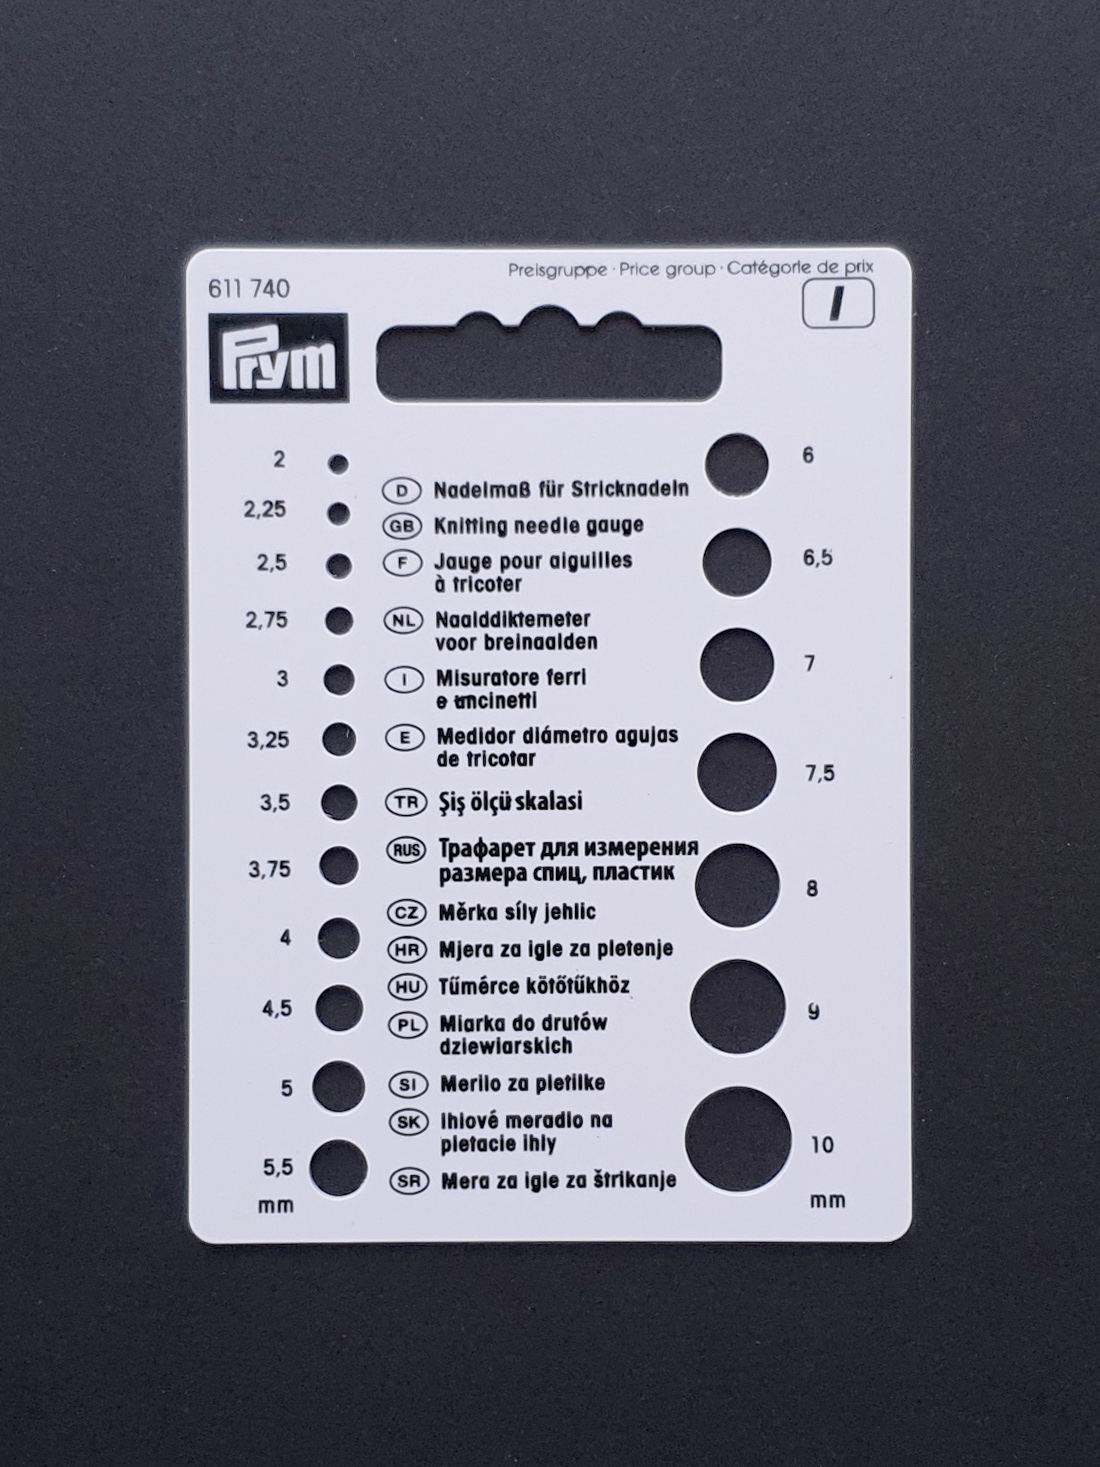 Preisgruppe · Price group · Catégorie de prix
611 740
I
Prym
2
2,25
2,5
2,75
3
3,25
3,5
3,75
4
4,5
5
5,5
mm
D Nadelmaß für Stricknadeln
GB Knitting needle gauge
F Jauge pour aiguilles
à tricoter
NL Naalddiktemeter
voor breinaalden
I Misuratore ferri
e uncinetti
E Medidor diámetro agujas
de tricotar
TR Şiş ölçü skalasi
RUS Трафарет для измерения
размера спиц, пластик
CZ Měrka síly jehlic
HR Mjera za igle za pletenje
HU Tűmérce kötőtűkhöz
PL Miarka do drutów
dziewiarskich
SI Merilo za pletilke
SK Ihlové meradlo na
pletacie ihly
SR Mera za igle za štrikanje
6
6,5
7
7,5
8
9
10
mm